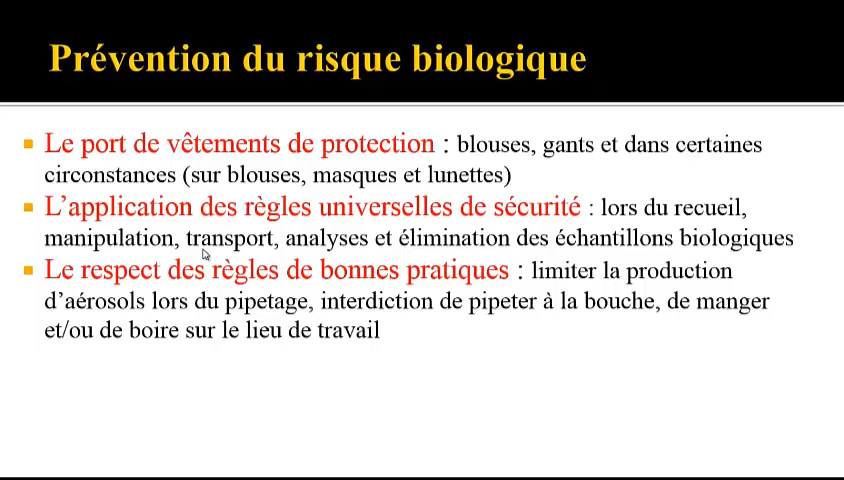 Prévention du risque biologique
Le port de vêtements de protection : blouses, gants et dans certaines
circonstances (sur blouses, masques et lunettes)
L’application des règles universelles de sécurité : lors du recueil,
manipulation, transport, analyses et élimination des échantillons biologiques
Le respect des règles de bonnes pratiques : limiter la production
d’aérosols lors du pipetage, interdiction de pipeter à la bouche, de manger
et/ou de boire sur le lieu de travail